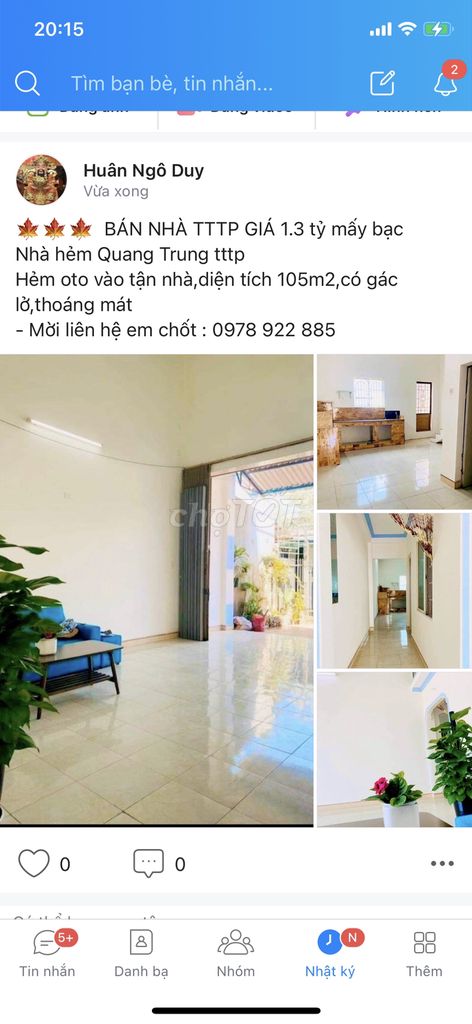 20:15
Tìm bạn bè, tin nhắn...
2
Huân Ngô Duy
Vừa xong
BÁN NHÀ TTTP GIÁ 1.3 tỷ mấy bạc
Nhà hẻm Quang Trung tttp
Hẻm oto vào tận nhà,diện tích 105m2,có gác
lở,thoáng mát
- Mời liên hệ em chốt : 0978 922 885
chợTỐT
0
0
5+
N
Tin nhắn
Danh bạ
Nhóm
Nhật ký
Thêm